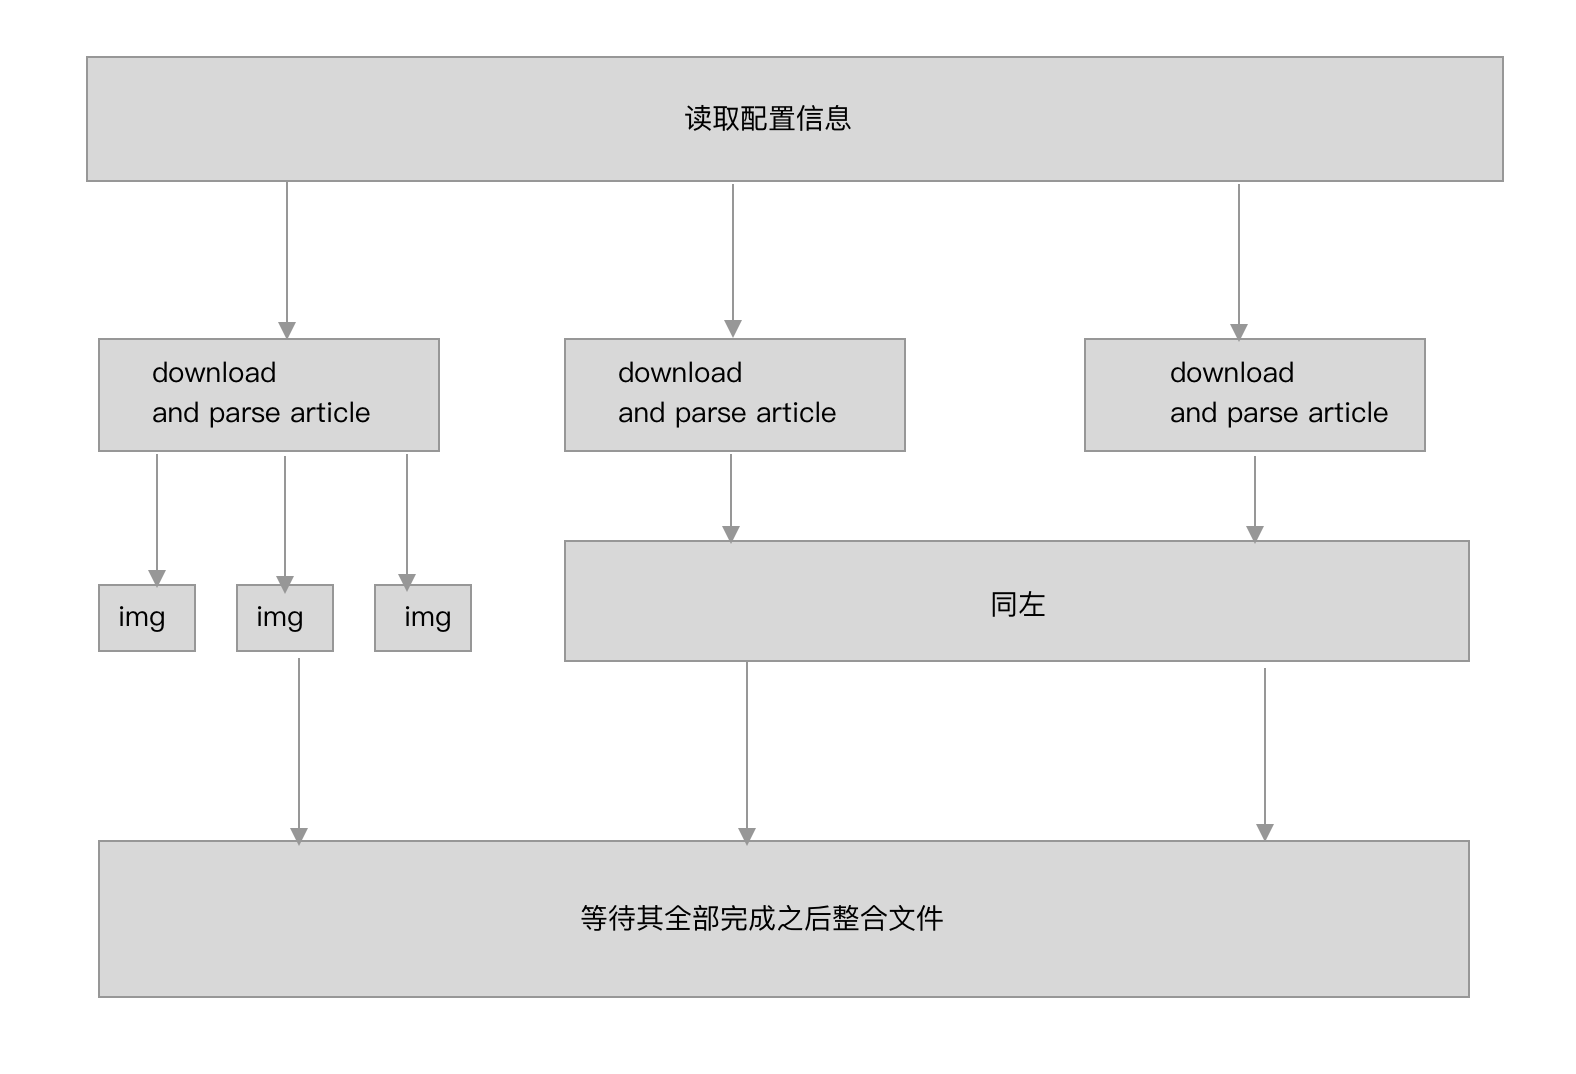 读取配置信息
download
and parse article
download
and parse article
download
and parse article
img
img
img
同左
等待其全部完成之后整合文件